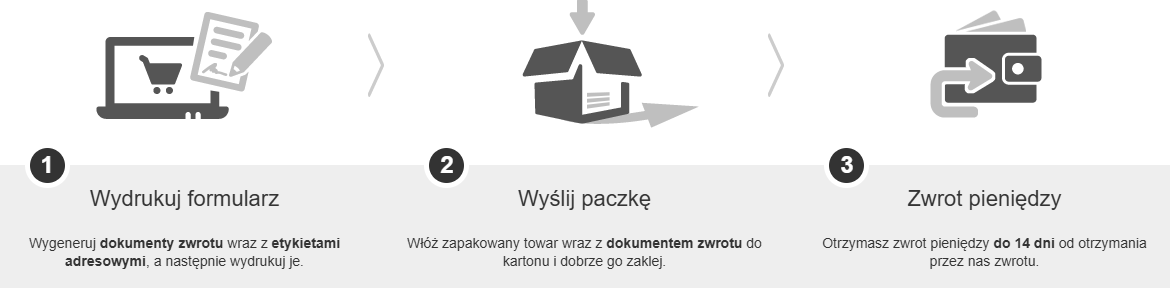 1
Wydrukuj formularz
Wygeneruj dokumenty zwrotu wraz z etykietami
adresowymi, a następnie wydrukuj je.
2
Wyślij paczkę
Włóż zapakowany towar wraz z dokumentem zwrotu do
kartonu i dobrze go zaklej.
3
Zwrot pieniędzy
Otrzymasz zwrot pieniędzy do 14 dni od otrzymania
przez nas zwrotu.